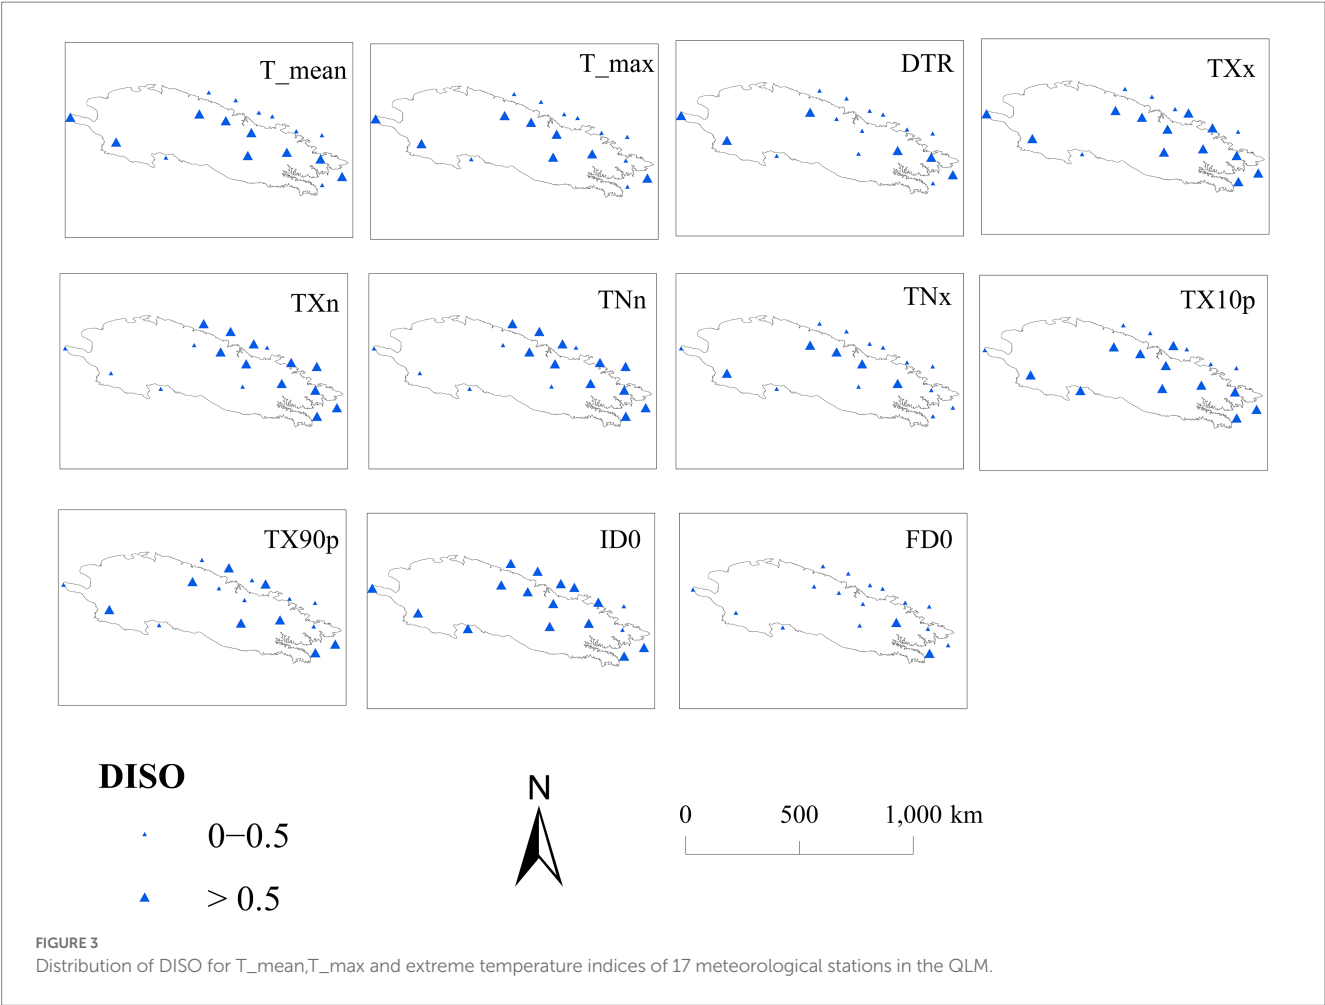 T_mean
T_max
DTR
TXx
TXn
TNn
TNx
TX10p
TX90p
ID0
FD0
DISO
0−0.5
> 0.5
N
0 500 1,000 km
FIGURE 3
Distribution of DISO for T_mean,T_max and extreme temperature indices of 17 meteorological stations in the QLM.